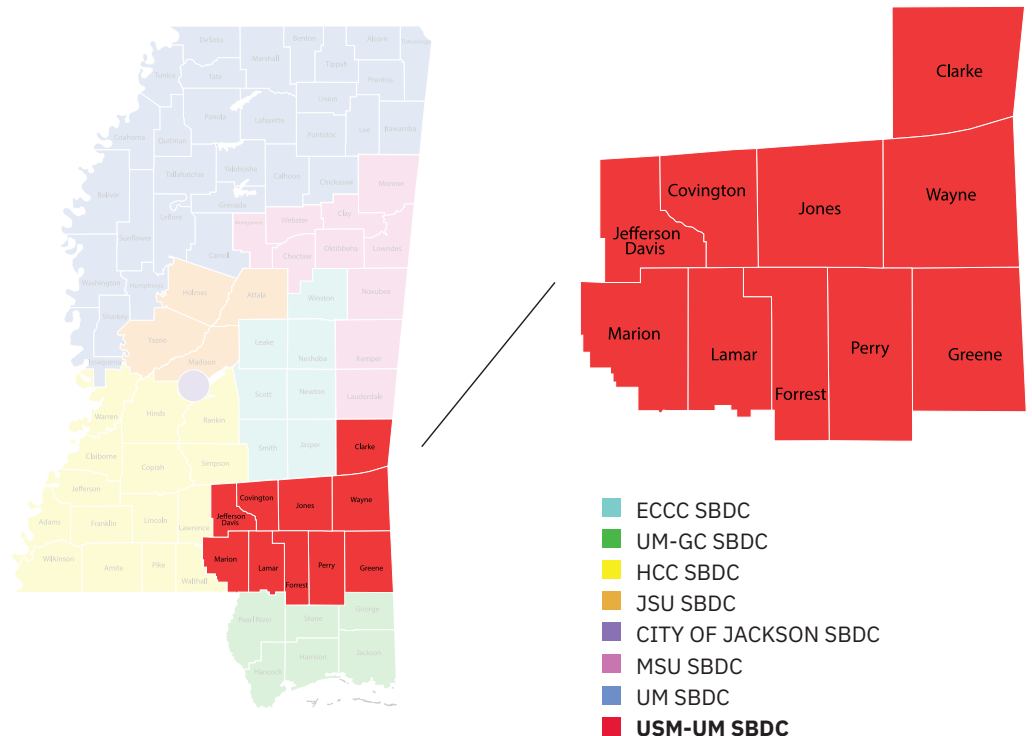 DeSoto
Benton
Alcorn
Tishomingo
Marshall
Tippah
Tunica
Tate
Prentiss
Union
Panola
Lafayette
Lee
Itawamba
Coahoma
Quitman
Pontotoc
Tallahatchie
Yalobusha
Calhoun
Chickasaw
Monroe
Bolivar
Grenada
Leflore
Montgomery
Webster
Clay
Sunflower
Carroll
Choctaw
Oktibbeha
Lowndes
Washington
Humphreys
Holmes
Attala
Winston
Noxubee
Sharkey
Yazoo
Leake
Neshoba
Kemper
Issaquena
Madison
Scott
Newton
Lauderdale
Warren
Hinds
Rankin
Smith
Jasper
Clarke
Claiborne
Copiah
Simpson
Jefferson
Covington
Jones
Wayne
Adams
Franklin
Lincoln
Lawrence
Jefferson
Davis
Wilkinson
Amite
Pike
Walthall
Marion
Lamar
Forrest
Perry
Greene
Pearl River
Stone
George
Hancock
Harrison
Jackson
Clarke
Covington
Jones
Wayne
Jefferson
Davis
Marion
Lamar
Forrest
Perry
Greene
ECCC SBDC
UM-GC SBDC
HCC SBDC
JSU SBDC
CITY OF JACKSON SBDC
MSU SBDC
UM SBDC
USM-UM SBDC